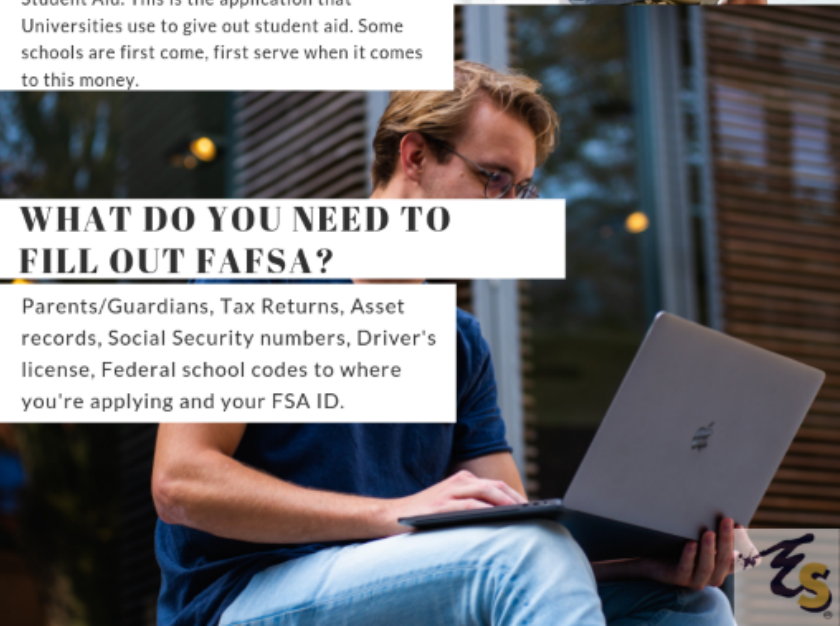 Student Aid. This is the application that
Universities use to give out student aid. Some
schools are first come, first serve when it comes
to this money.
WHAT DO YOU NEED TO
FILL OUT FAFSA?
Parents/Guardians, Tax Returns, Asset
records, Social Security numbers, Driver's
license, Federal school codes to where
you're applying and your FSA ID.
ES